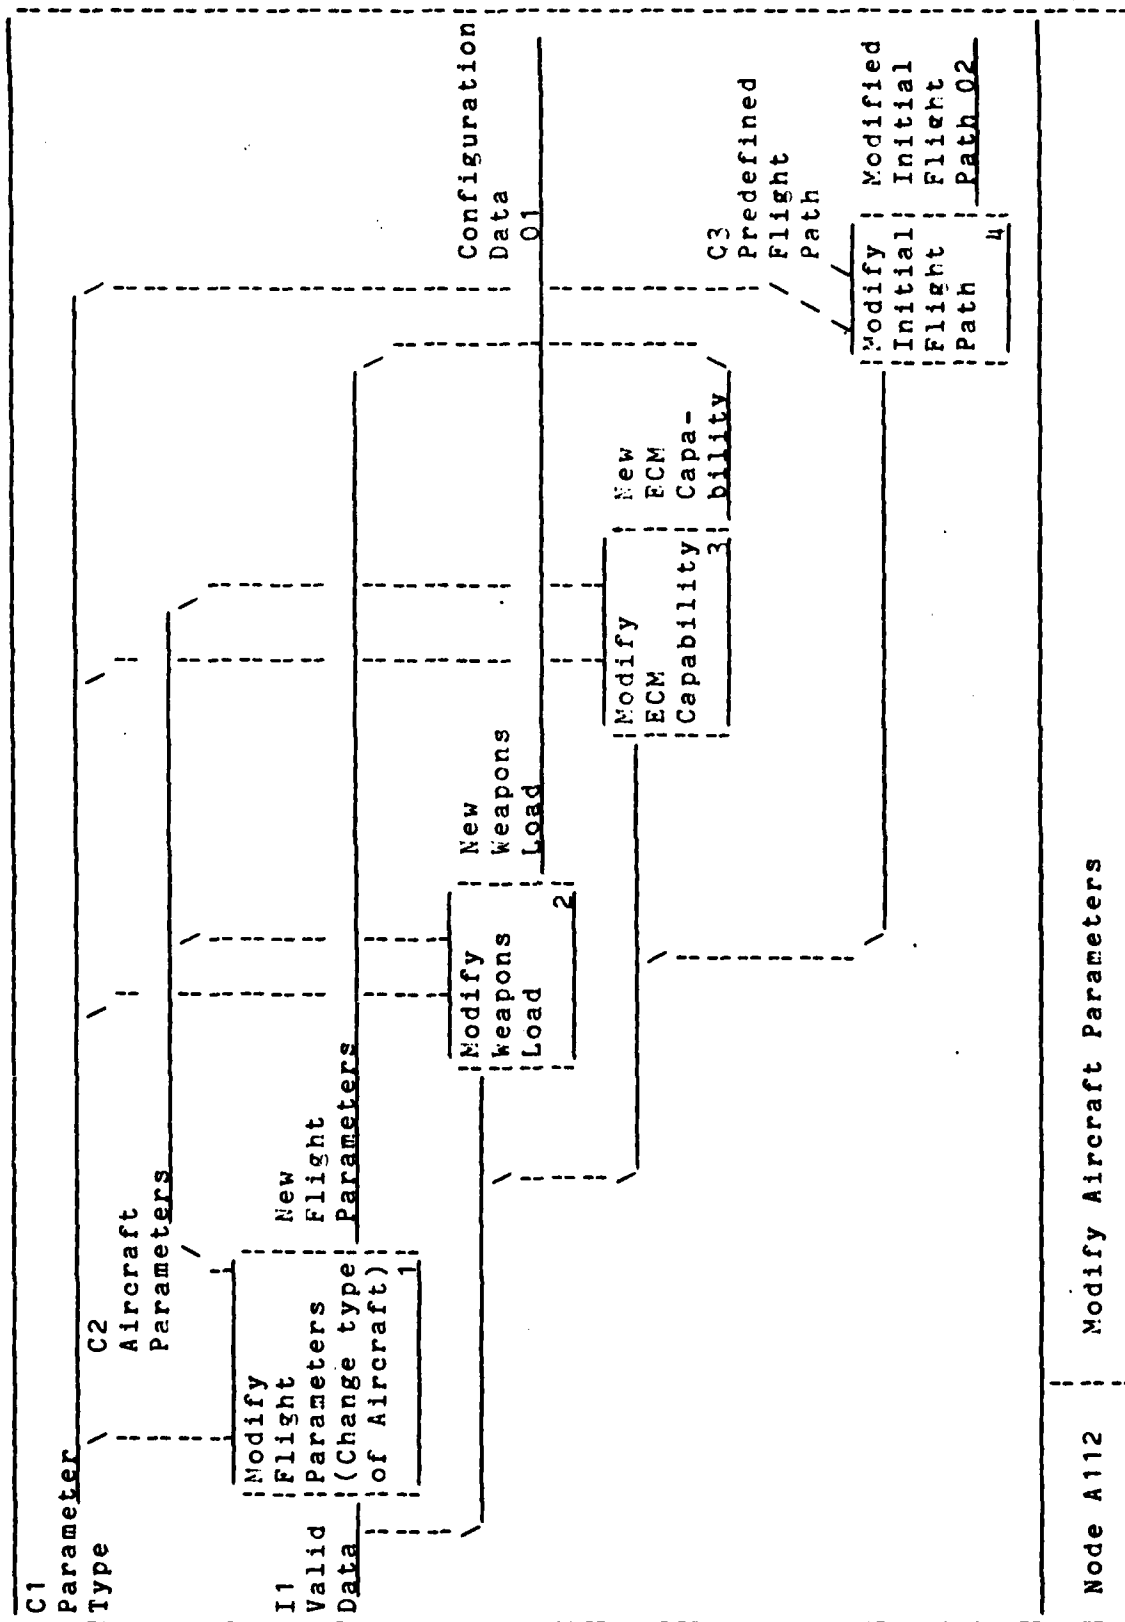 C1
Parameter
Type
C2
Aircraft
Parameters
I1
Valid
Data
Modify
Flight
Parameters
(Change type
of Aircraft)
1
New
Flight
Parameters
Modify
Weapons
Load
2
New
Weapons
Load
Configuration
Data
O1
Modify
ECM
Capability
3
New
ECM
Capa-
bility
C3
Predefined
Flight
Path
Modify
Initial
Flight
Path
4
Modified
Initial
Flight
Path O2
Node A112
Modify Aircraft Parameters